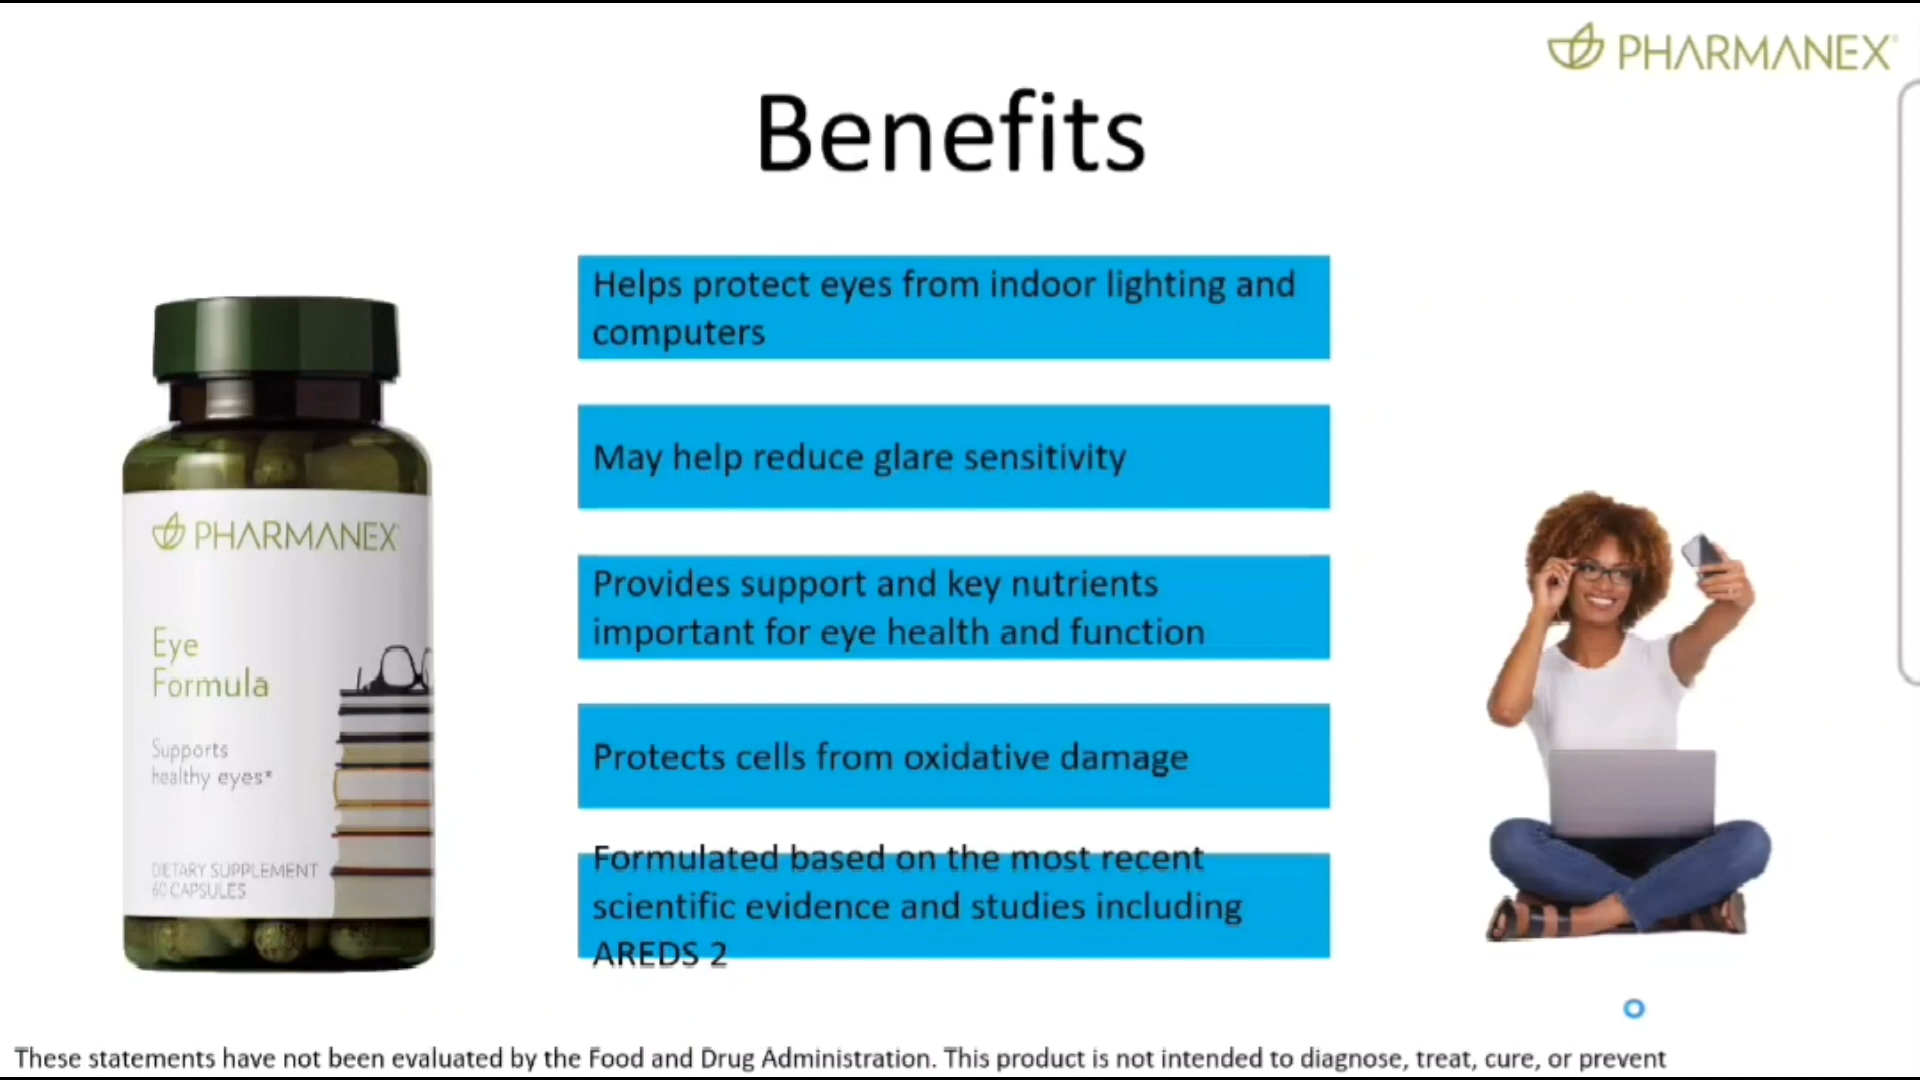 PHARMANEX
Benefits
Helps protect eyes from indoor lighting and
computers
May help reduce glare sensitivity
Provides support and key nutrients
important for eye health and function
Protects cells from oxidative damage
Formulated based on the most recent
scientific evidence and studies including
AREDS 2
PHARMANEX
Eye
Formula
Supports
healthy eyes*
DIETARY SUPPLEMENT
60 CAPSULES
These statements have not been evaluated by the Food and Drug Administration. This product is not intended to diagnose, treat, cure, or prevent